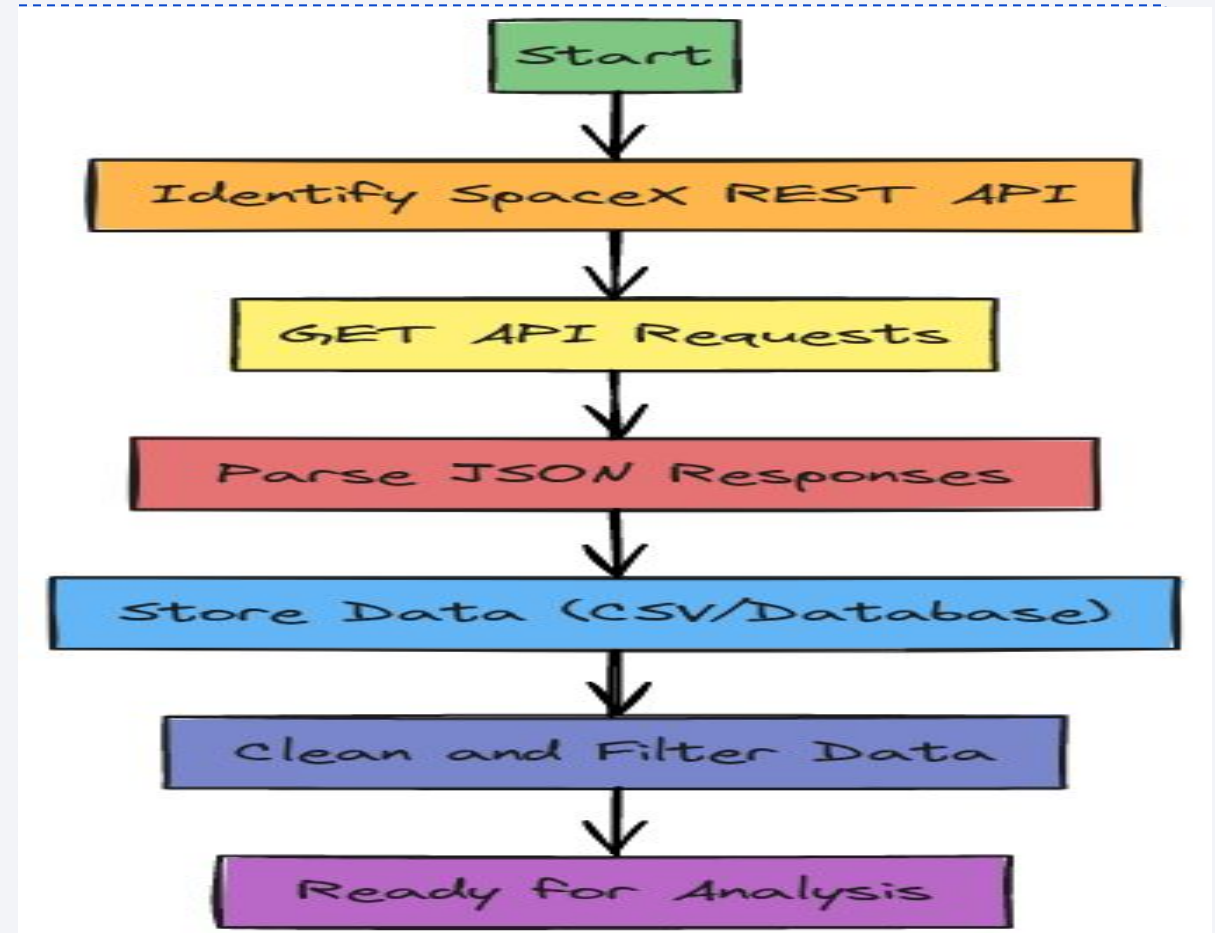 Start
Identify SpaceX REST API
GET API Requests
Parse JSON Responses
Store Data (CSV/Database)
Clean and Filter Data
Ready for Analysis